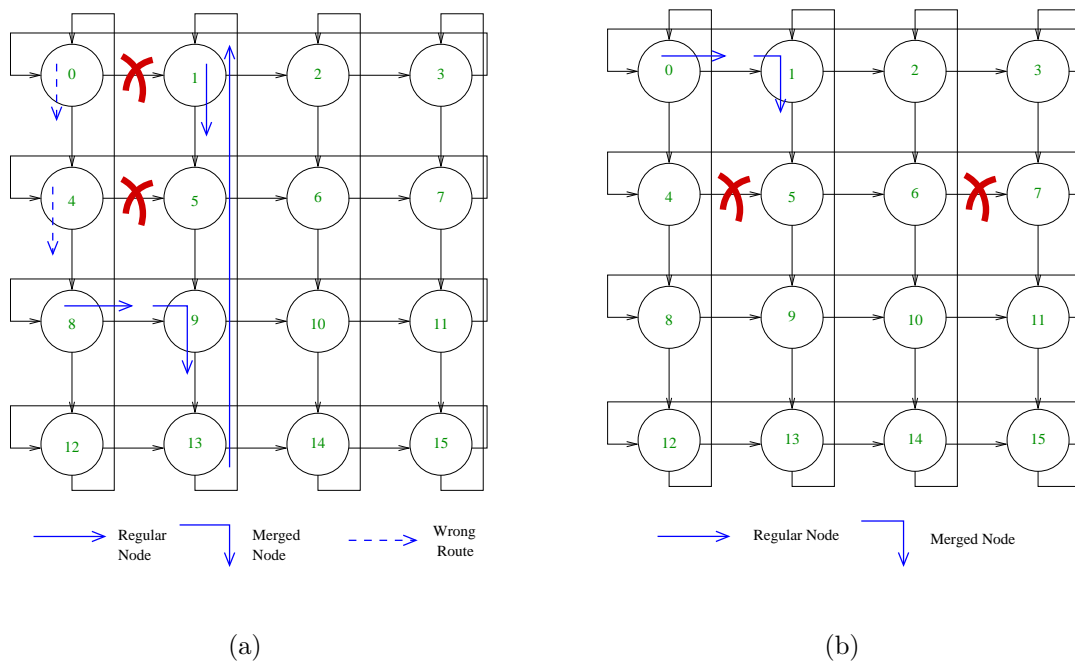 0 1 2 3
4 5 6 7
8 9 10 11
12 13 14 15
Regular
Node
Merged
Node
Wrong
Route
(a)
0 1 2 3
4 5 6 7
8 9 10 11
12 13 14 15
Regular Node
Merged Node
(b)